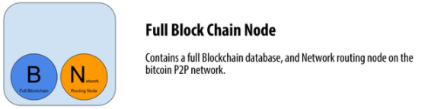 Full Block Chain Node
Contains a full Blockchain database, and Network routing node on the
bitcoin P2P network.
B
Full Blockchain
Network
Routing Node